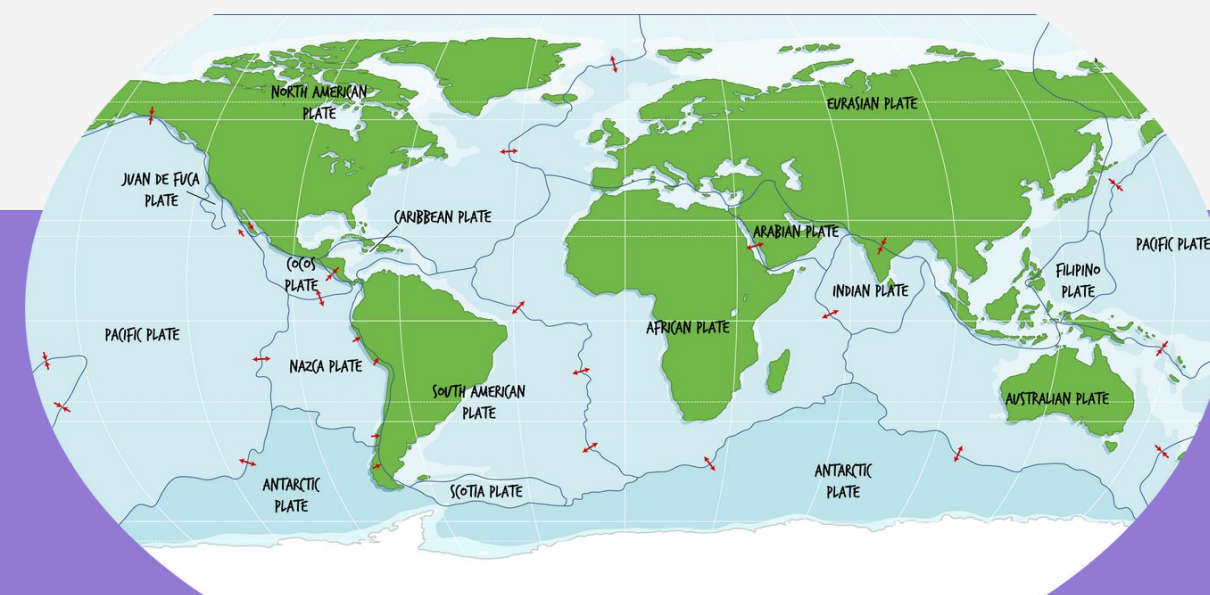 NORTH AMERICAN
PLATE
EURASIAN PLATE
JUAN DE FUCA
PLATE
CARIBBEAN PLATE
ARABIAN PLATE
PACIFIC PLATE
COCOS
PLATE
FILIPINO
PLATE
INDIAN PLATE
PACIFIC PLATE
AFRICAN PLATE
NAZCA PLATE
SOUTH AMERICAN
PLATE
AUSTRALIAN PLATE
ANTARCTIC
PLATE
SCOTIA PLATE
ANTARCTIC
PLATE